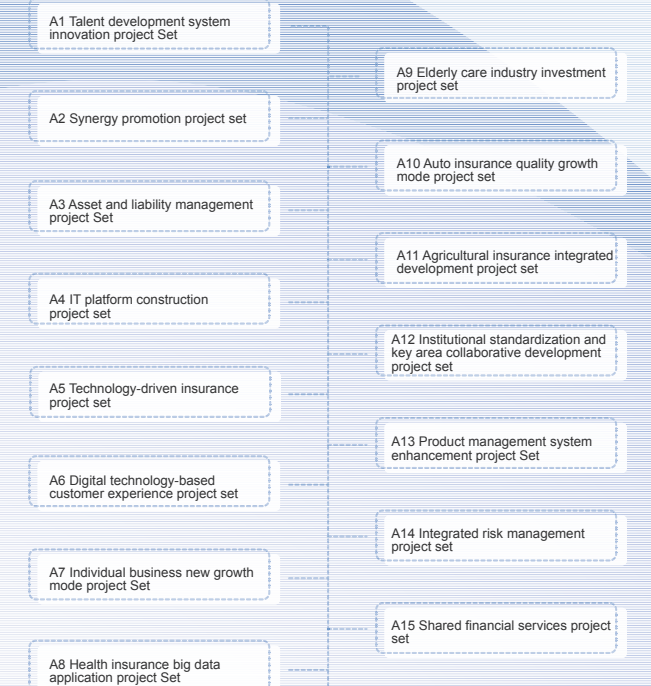 A1 Talent development system
innovation project Set
A2 Synergy promotion project set
A3 Asset and liability management
project Set
A4 IT platform construction
project set
A5 Technology-driven insurance
project set
A6 Digital technology-based
customer experience project set
A7 Individual business new growth
mode project Set
A8 Health insurance big data
application project Set
A9 Elderly care industry investment
project set
A10 Auto insurance quality growth
mode project set
A11 Agricultural insurance integrated
development project set
A12 Institutional standardization and
key area collaborative development
project set
A13 Product management system
enhancement project Set
A14 Integrated risk management
project set
A15 Shared financial services project
set